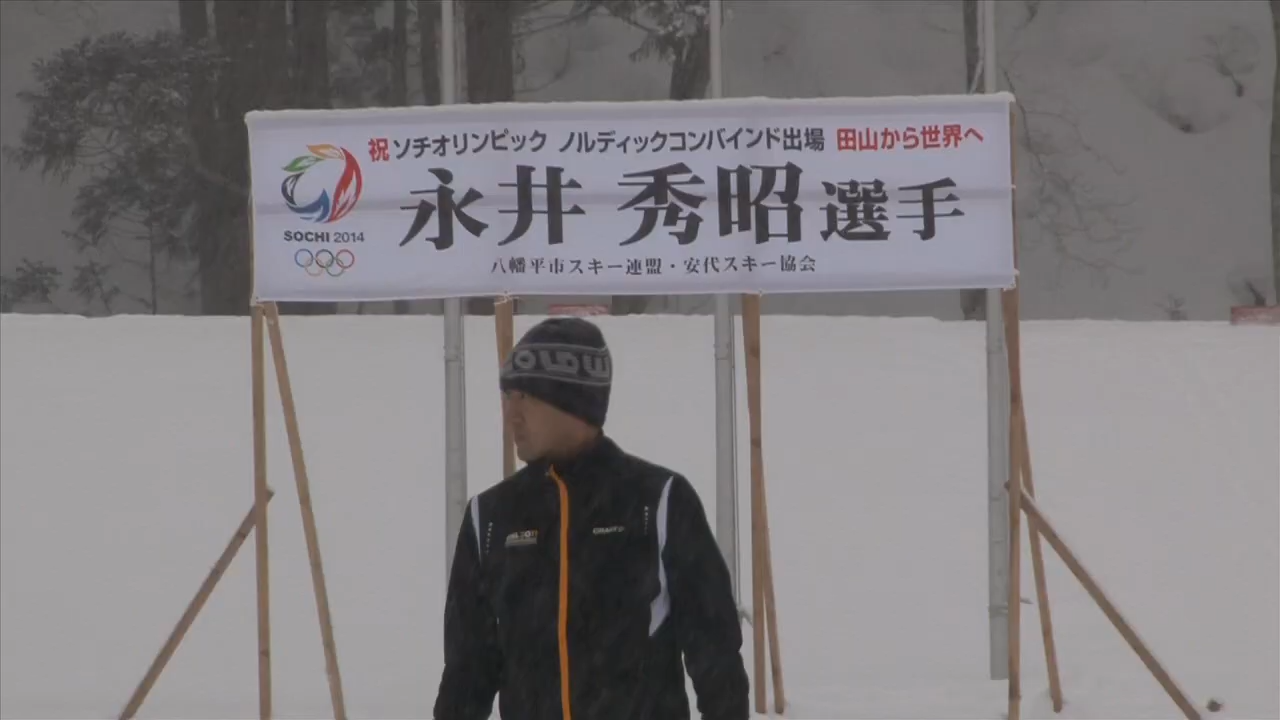 祝 ソチオリンピック ノルディックコンバインド出場 田山から世界へ
永井 秀昭 選手
SOCHI 2014
八幡平市スキー連盟・安代スキー協会
CRAFT